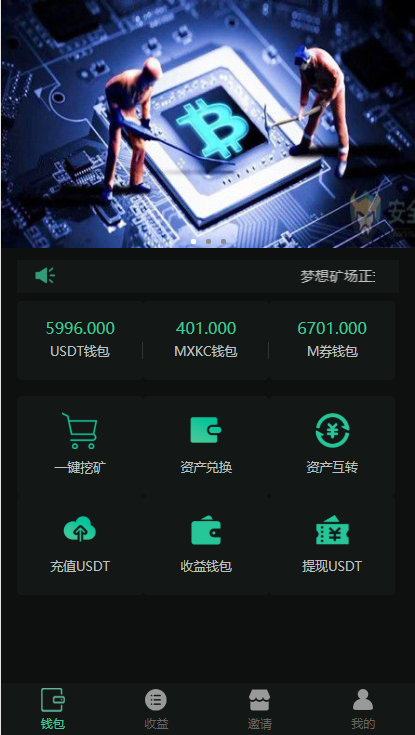 安全
梦想矿场正
5996.000 401.000 6701.000
USDT钱包 MXKC钱包 M券钱包
一键挖矿 资产兑换 资产互转
充值USDT 收益钱包 提现USDT
钱包 收益 邀请 我的